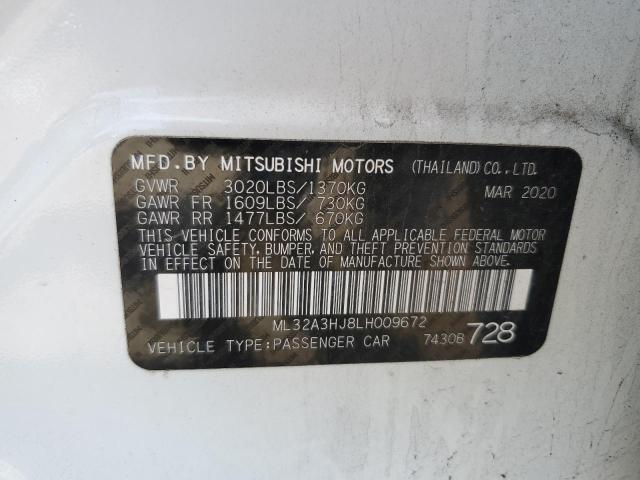 MFD.BY MITSUBISHI MOTORS (THAILAND)CO.,LTD.
GVWR 3020LBS/1370KG MAR 2020
GAWR FR 1609LBS/ 730KG
GAWR RR 1477LBS/ 670KG
THIS VEHICLE CONFORMS TO ALL APPLICABLE FEDERAL MOTOR
VEHICLE SAFETY, BUMPER, AND THEFT PREVENTION STANDARDS
IN EFFECT ON THE DATE OF MANUFACTURE SHOWN ABOVE.
ML32A3HJ8LH009672
VEHICLE TYPE:PASSENGER CAR 7430B 728